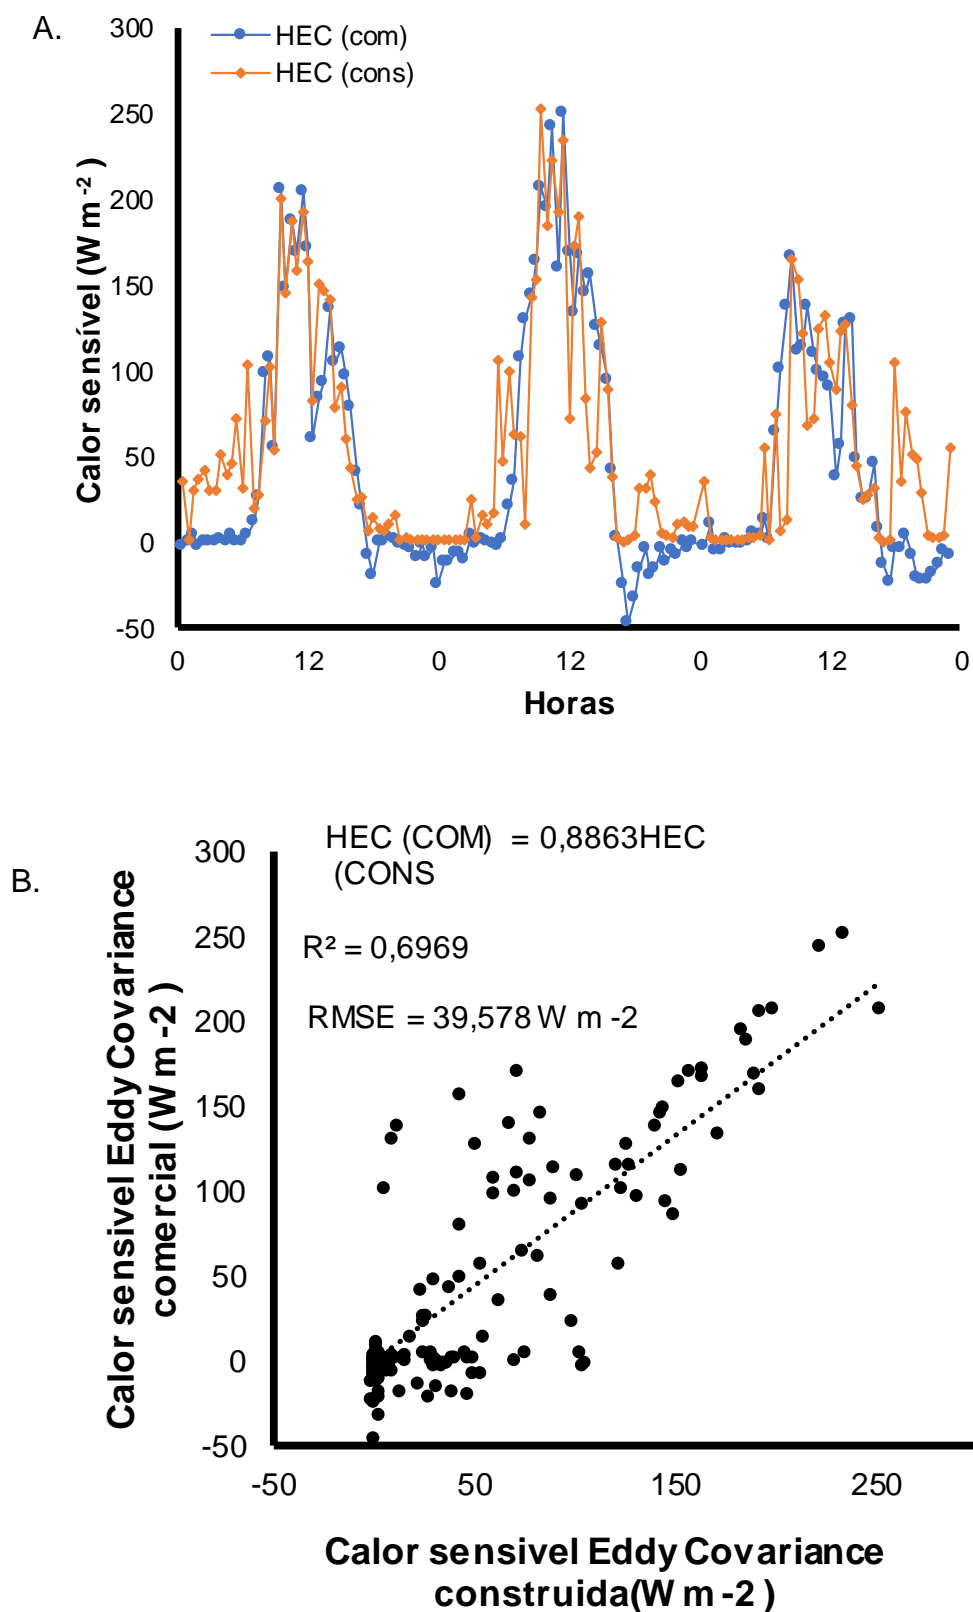 A.
HEC (com)
HEC (cons)
Calor sensível (W m-²)
300
250
200
150
100
50
0
-50
0 12 0 12 0 12 0
Horas
B.
HEC (COM) = 0,8863HEC
(CONS
R² = 0,6969
RMSE = 39,578 W m-2
Calor sensivel Eddy Covariance
comercial (W m-2 )
300
250
200
150
100
50
0
-50
-50 50 150 250
Calor sensivel Eddy Covariance
construida(W m-2 )